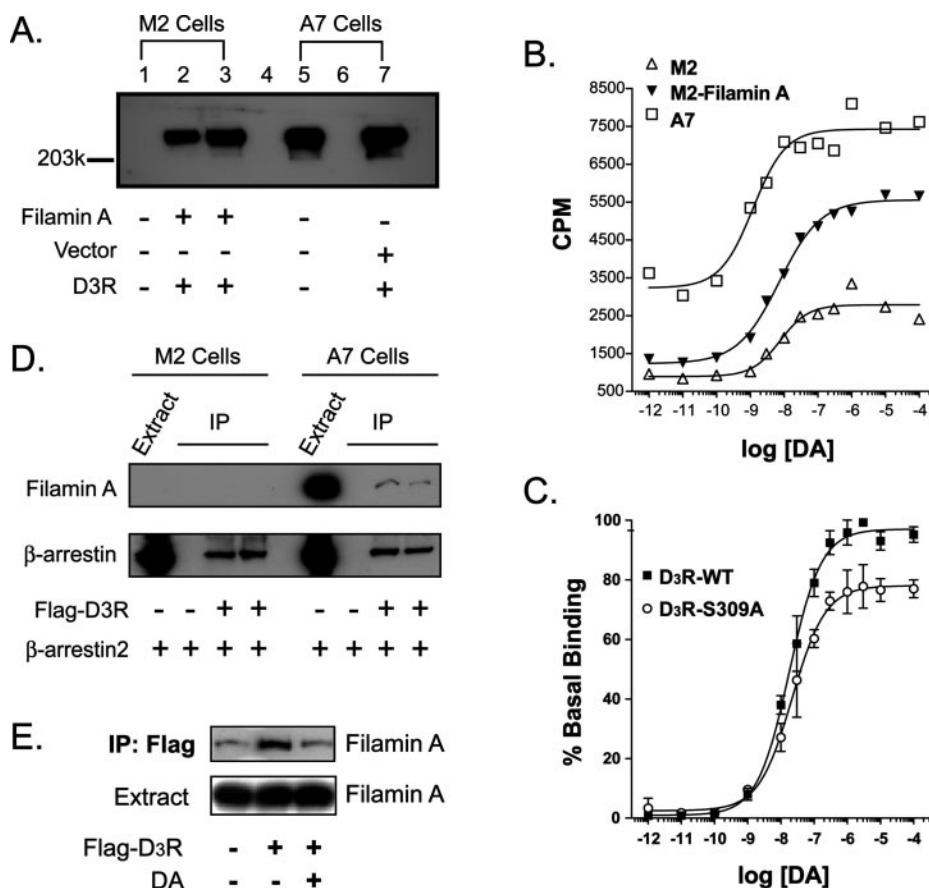 A.
M2 Cells A7 Cells
1 2 3 4 5 6 7
203k
Filamin A - + + - -
Vector - - - - +
D3R - + + - +
B.
△ M2
▼ M2-Filamin A
□ A7
8500
7500
6500
5500
4500
3500
2500
1500
500
CPM
-12 -11 -10 -9 -8 -7 -6 -5 -4
log [DA]
D.
M2 Cells A7 Cells
Extract IP Extract IP
Filamin A
β-arrestin
Flag-D3R - - + + - - + +
β-arrestin2 + + + + + + + +
C.
■ D3R-WT
○ D3R-S309A
100
80
60
40
20
0
% Basal Binding
-12 -11 -10 -9 -8 -7 -6 -5 -4
log [DA]
E.
IP: Flag Filamin A
Extract Filamin A
Flag-D3R - + +
DA - - +